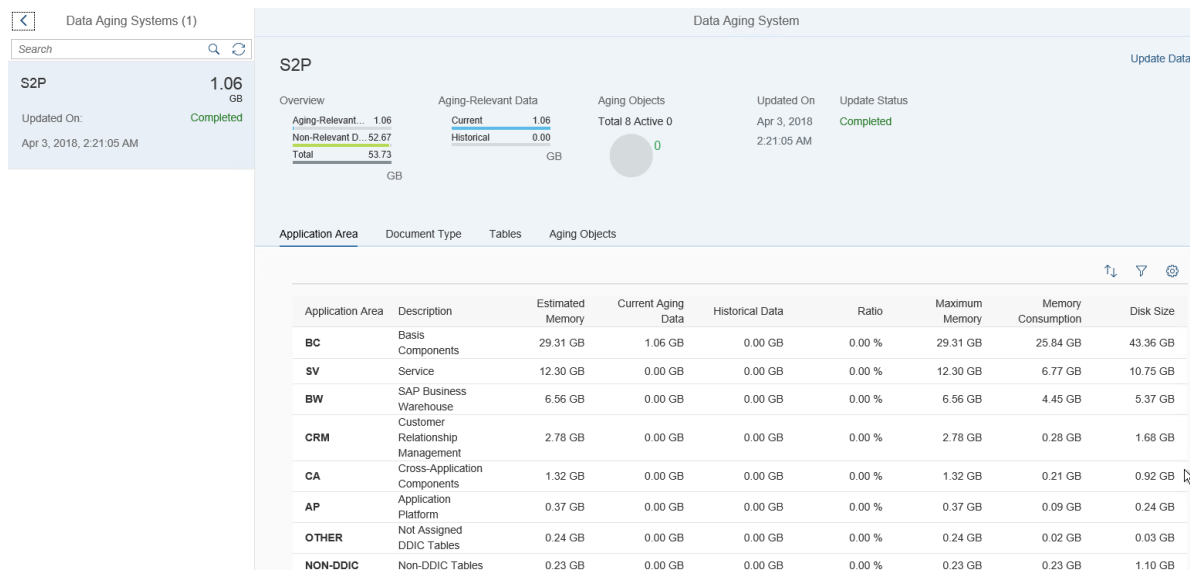 Data Aging Systems (1)
Search
S2P 1.06
GB
Updated On: Completed
Apr 3, 2018, 2:21:05 AM
Data Aging System
S2P Update Data
Overview
Aging-Relevant... 1.06
Non-Relevant D... 52.67
Total 53.73
GB
Aging-Relevant Data
Current 1.06
Historical 0.00
GB
Aging Objects
Total 8 Active 0
0
Updated On
Apr 3, 2018
2:21:05 AM
Update Status
Completed
Application Area Document Type Tables Aging Objects
Application Area Description Estimated Memory Current Aging Data Historical Data Ratio Maximum Memory Memory Consumption Disk Size
BC Basis Components 29.31 GB 1.06 GB 0.00 GB 0.00 % 29.31 GB 25.84 GB 43.36 GB
SV Service 12.30 GB 0.00 GB 0.00 GB 0.00 % 12.30 GB 6.77 GB 10.75 GB
BW SAP Business Warehouse 6.56 GB 0.00 GB 0.00 GB 0.00 % 6.56 GB 4.45 GB 5.37 GB
CRM Customer Relationship Management 2.78 GB 0.00 GB 0.00 GB 0.00 % 2.78 GB 0.28 GB 1.68 GB
CA Cross-Application Components 1.32 GB 0.00 GB 0.00 GB 0.00 % 1.32 GB 0.21 GB 0.92 GB
AP Application Platform 0.37 GB 0.00 GB 0.00 GB 0.00 % 0.37 GB 0.09 GB 0.24 GB
OTHER Not Assigned DDIC Tables 0.24 GB 0.00 GB 0.00 GB 0.00 % 0.24 GB 0.02 GB 0.03 GB
NON-DDIC Non-DDIC Tables 0.23 GB 0.00 GB 0.00 GB 0.00 % 0.23 GB 0.23 GB 1.10 GB